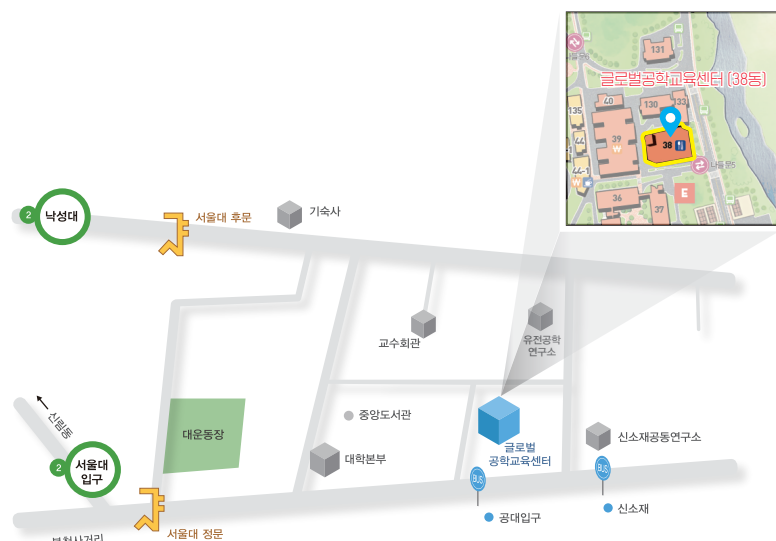 131
글로벌공학교육센터 (38동)
135
40
130
133
39
W
44
38
나들문5
44-1
W
36
37
E
2
낙성대
서울대 후문
기숙사
교수회관
유전공학
연구소
신림동
대운동장
중앙도서관
대학본부
글로벌
공학교육센터
신소재공동연구소
2
서울대
입구
BUS
BUS
공대입구
신소재
서울대 정문